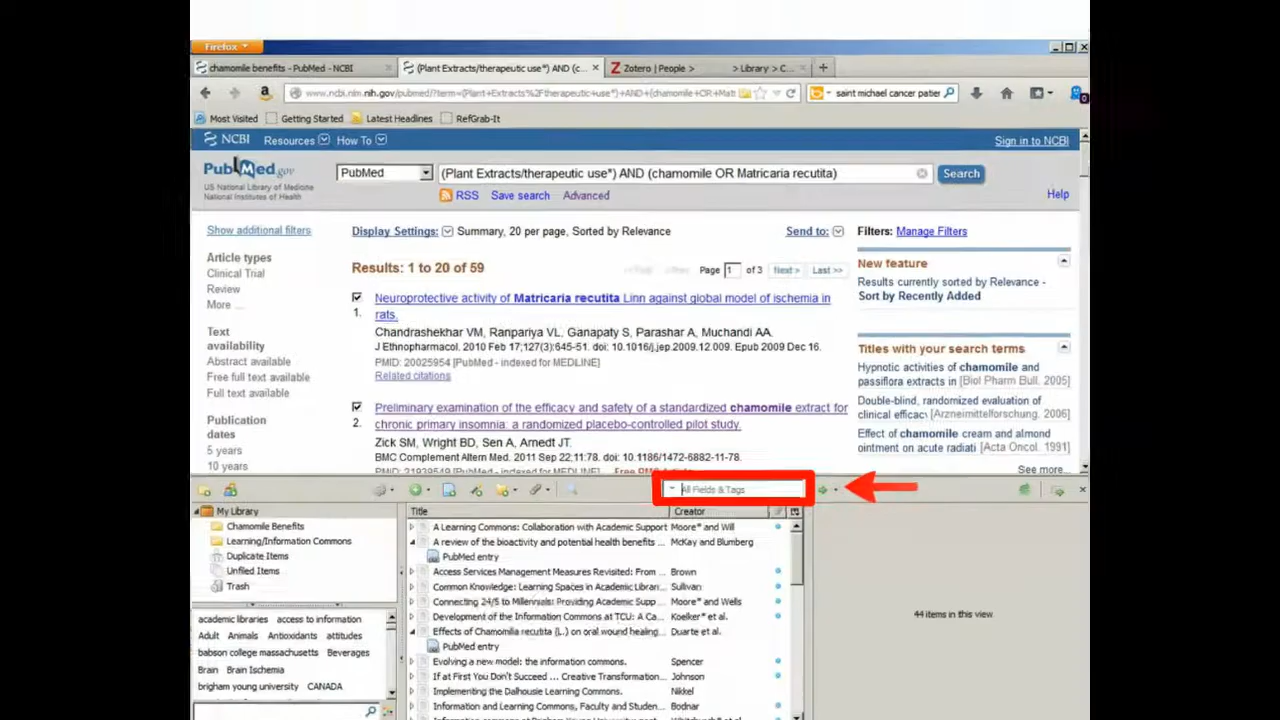 Firefox
chamomile benefits - PubMed - NCBI
(Plant Extracts/therapeutic use*) AND (c...
Zotero | People > > Library > C...
www.ncbi.nlm.nih.gov/pubmed?term=(Plant+Extracts%2Ftherapeutic+use*)+AND+(chamomile+OR+Matr
saint michael cancer patier
Most Visited Getting Started Latest Headlines RefGrab-It
NCBI Resources How To Sign in to NCBI
PubMed.gov
US National Library of Medicine
National Institutes of Health
PubMed
(Plant Extracts/therapeutic use*) AND (chamomile OR Matricaria recutita)
Search
RSS Save search Advanced
Help
Show additional filters
Article types
Clinical Trial
Review
More ...
Text
availability
Abstract available
Free full text available
Full text available
Publication
dates
5 years
10 years
Display Settings: Summary, 20 per page, Sorted by Relevance
Send to:
Results: 1 to 20 of 59
Page 1 of 3 Next > Last >>
Neuroprotective activity of Matricaria recutita Linn against global model of ischemia in
1. rats.
Chandrashekhar VM, Ranpariya VL, Ganapaty S, Parashar A, Muchandi AA.
J Ethnopharmacol. 2010 Feb 17;127(3):645-51. doi: 10.1016/j.jep.2009.12.009. Epub 2009 Dec 16.
PMID: 20025954 [PubMed - indexed for MEDLINE]
Related citations
Preliminary examination of the efficacy and safety of a standardized chamomile extract for
2. chronic primary insomnia: a randomized placebo-controlled pilot study.
Zick SM, Wright BD, Sen A, Arnedt JT.
BMC Complement Altern Med. 2011 Sep 22;11:78. doi: 10.1186/1472-6882-11-78.
Filters: Manage Filters
New feature
Results currently sorted by Relevance -
Sort by Recently Added
Titles with your search terms
Hypnotic activities of chamomile and
passiflora extracts in [Biol Pharm Bull. 2005]
Double-blind, randomized evaluation of
clinical efficac [Arzneimittelforschung. 2006]
Effect of chamomile cream and almond
ointment on acute radiati [Acta Oncol. 1991]
See more...
All Fields & Tags
My Library
Chamomile Benefits
Learning/Information Commons
Duplicate Items
Unfiled Items
Trash
academic libraries access to information
Adult Animals Antioxidants attitudes
babson college massachusetts Beverages
Brain Brain Ischemia
brigham young university CANADA
Title Creator
A Learning Commons: Collaboration with Academic Support Moore* and Will
A review of the bioactivity and potential health benefits ... McKay and Blumberg
PubMed entry
Access Services Management Measures Revisited: From ... Brown
Common Knowledge: Learning Spaces in Academic Librar... Sullivan
Connecting 24/5 to Millennials: Providing Academic Supp ... Moore* and Wells
Development of the Information Commons at TCU: A Ca... Koelker* et al.
Effects of Chamomilla recutita (L.) on oral wound healing... Duarte et al.
PubMed entry
Evolving a new model: the information commons. Spencer
If at First You Don't Succeed ... Creative Transformation... Johnson
Implementing the Dalhousie Learning Commons. Nikkel
Information and Learning Commons, Faculty and Studen... Bodnar
44 items in this view